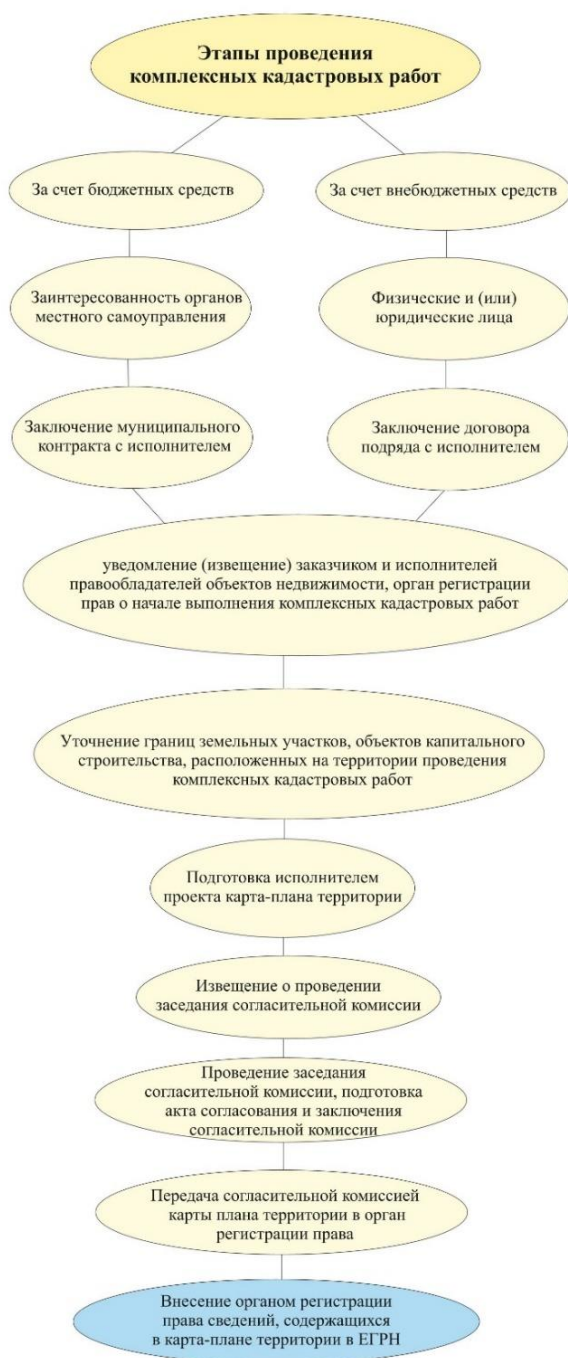 Этапы проведения
комплексных кадастровых работ
За счет бюджетных средств
За счет внебюджетных средств
Заинтересованность органов
местного самоуправления
Физические и (или)
юридические лица
Заключение муниципального
контракта с исполнителем
Заключение договора
подряда с исполнителем
уведомление (извещение) заказчиком и исполнителей
правообладателей объектов недвижимости, орган регистрации
прав о начале выполнения комплексных кадастровых работ
Уточнение границ земельных участков, объектов капитального
строительства, расположенных на территории проведения
комплексных кадастровых работ
Подготовка исполнителем
проекта карта-плана территории
Извещение о проведении
заседания согласительной комиссии
Проведение заседания
согласительной комиссии, подготовка
акта согласования и заключения
согласительной комиссии
Передача согласительной комиссией
карты плана территории в орган
регистрации права
Внесение органом регистрации
права сведений, содержащихся
в карта-плане территории в ЕГРН